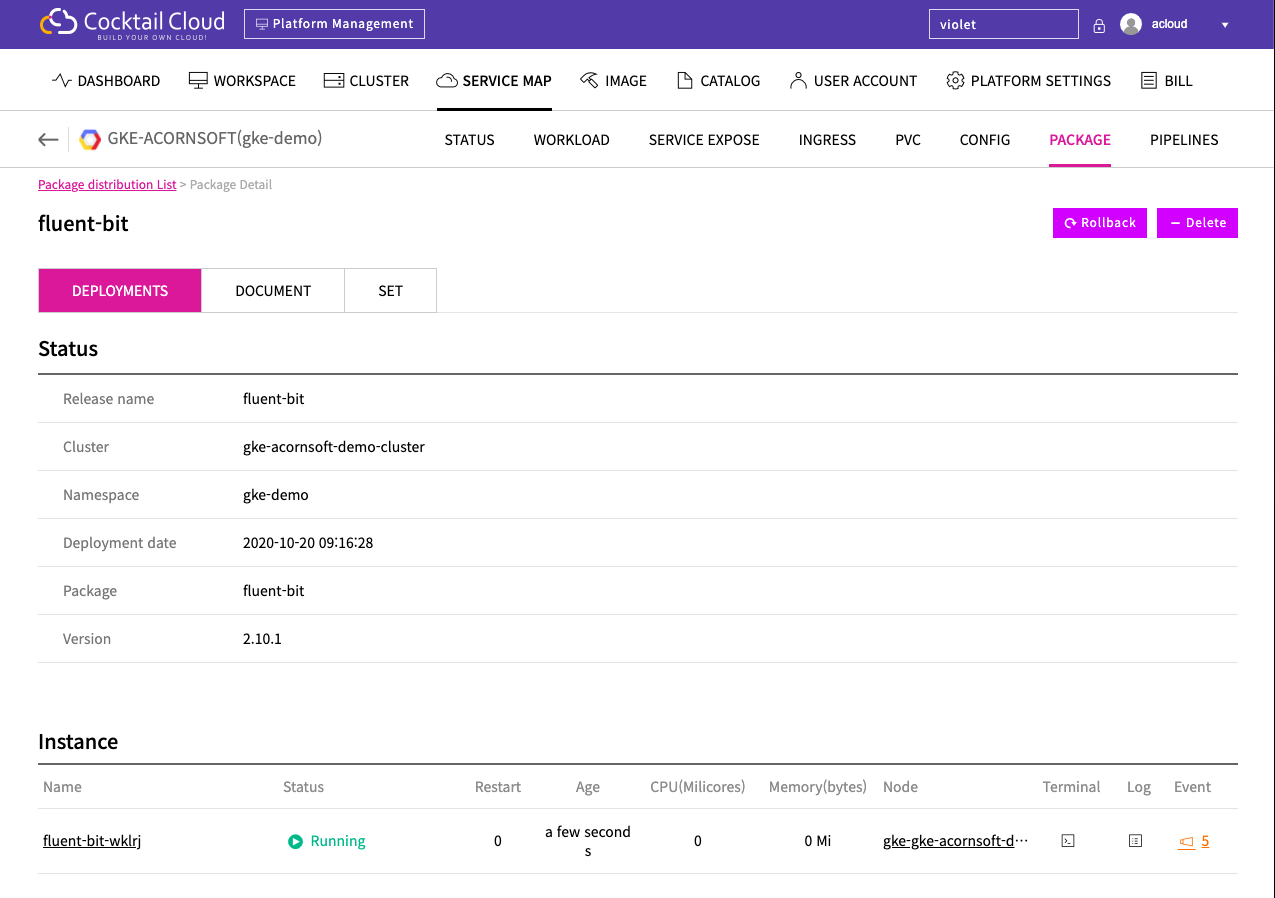 Cocktail Cloud
BUILD YOUR OWN CLOUD!
Platform Management
violet
acloud
DASHBOARD WORKSPACE CLUSTER SERVICE MAP IMAGE CATALOG USER ACCOUNT PLATFORM SETTINGS BILL
GKE-ACORNSOFT(gke-demo)
STATUS WORKLOAD SERVICE EXPOSE INGRESS PVC CONFIG PACKAGE PIPELINES
Package distribution List > Package Detail
fluent-bit
Rollback
Delete
DEPLOYMENTS DOCUMENT SET
Status
Release name fluent-bit
Cluster gke-acornsoft-demo-cluster
Namespace gke-demo
Deployment date 2020-10-20 09:16:28
Package fluent-bit
Version 2.10.1
Instance
Name Status Restart Age CPU(Milicores) Memory(bytes) Node Terminal Log Event
fluent-bit-wklrj Running 0 a few second 0 0 Mi gke-gke-acornsoft-d⋯ 5
s